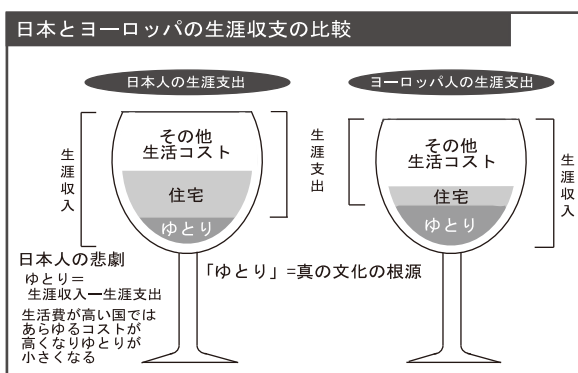 日本とヨーロッパの生涯収支の比較
日本人の生涯支出
ヨーロッパ人の生涯支出
生涯収入
その他
生活コスト
住宅
ゆとり
生涯支出
生涯支出
その他
生活コスト
住宅
ゆとり
生涯収入
日本人の悲劇
ゆとり＝
生涯収入ー生涯支出
生活費が高い国では
あらゆるコストが
高くなりゆとりが
小さくなる
「ゆとり」=真の文化の根源